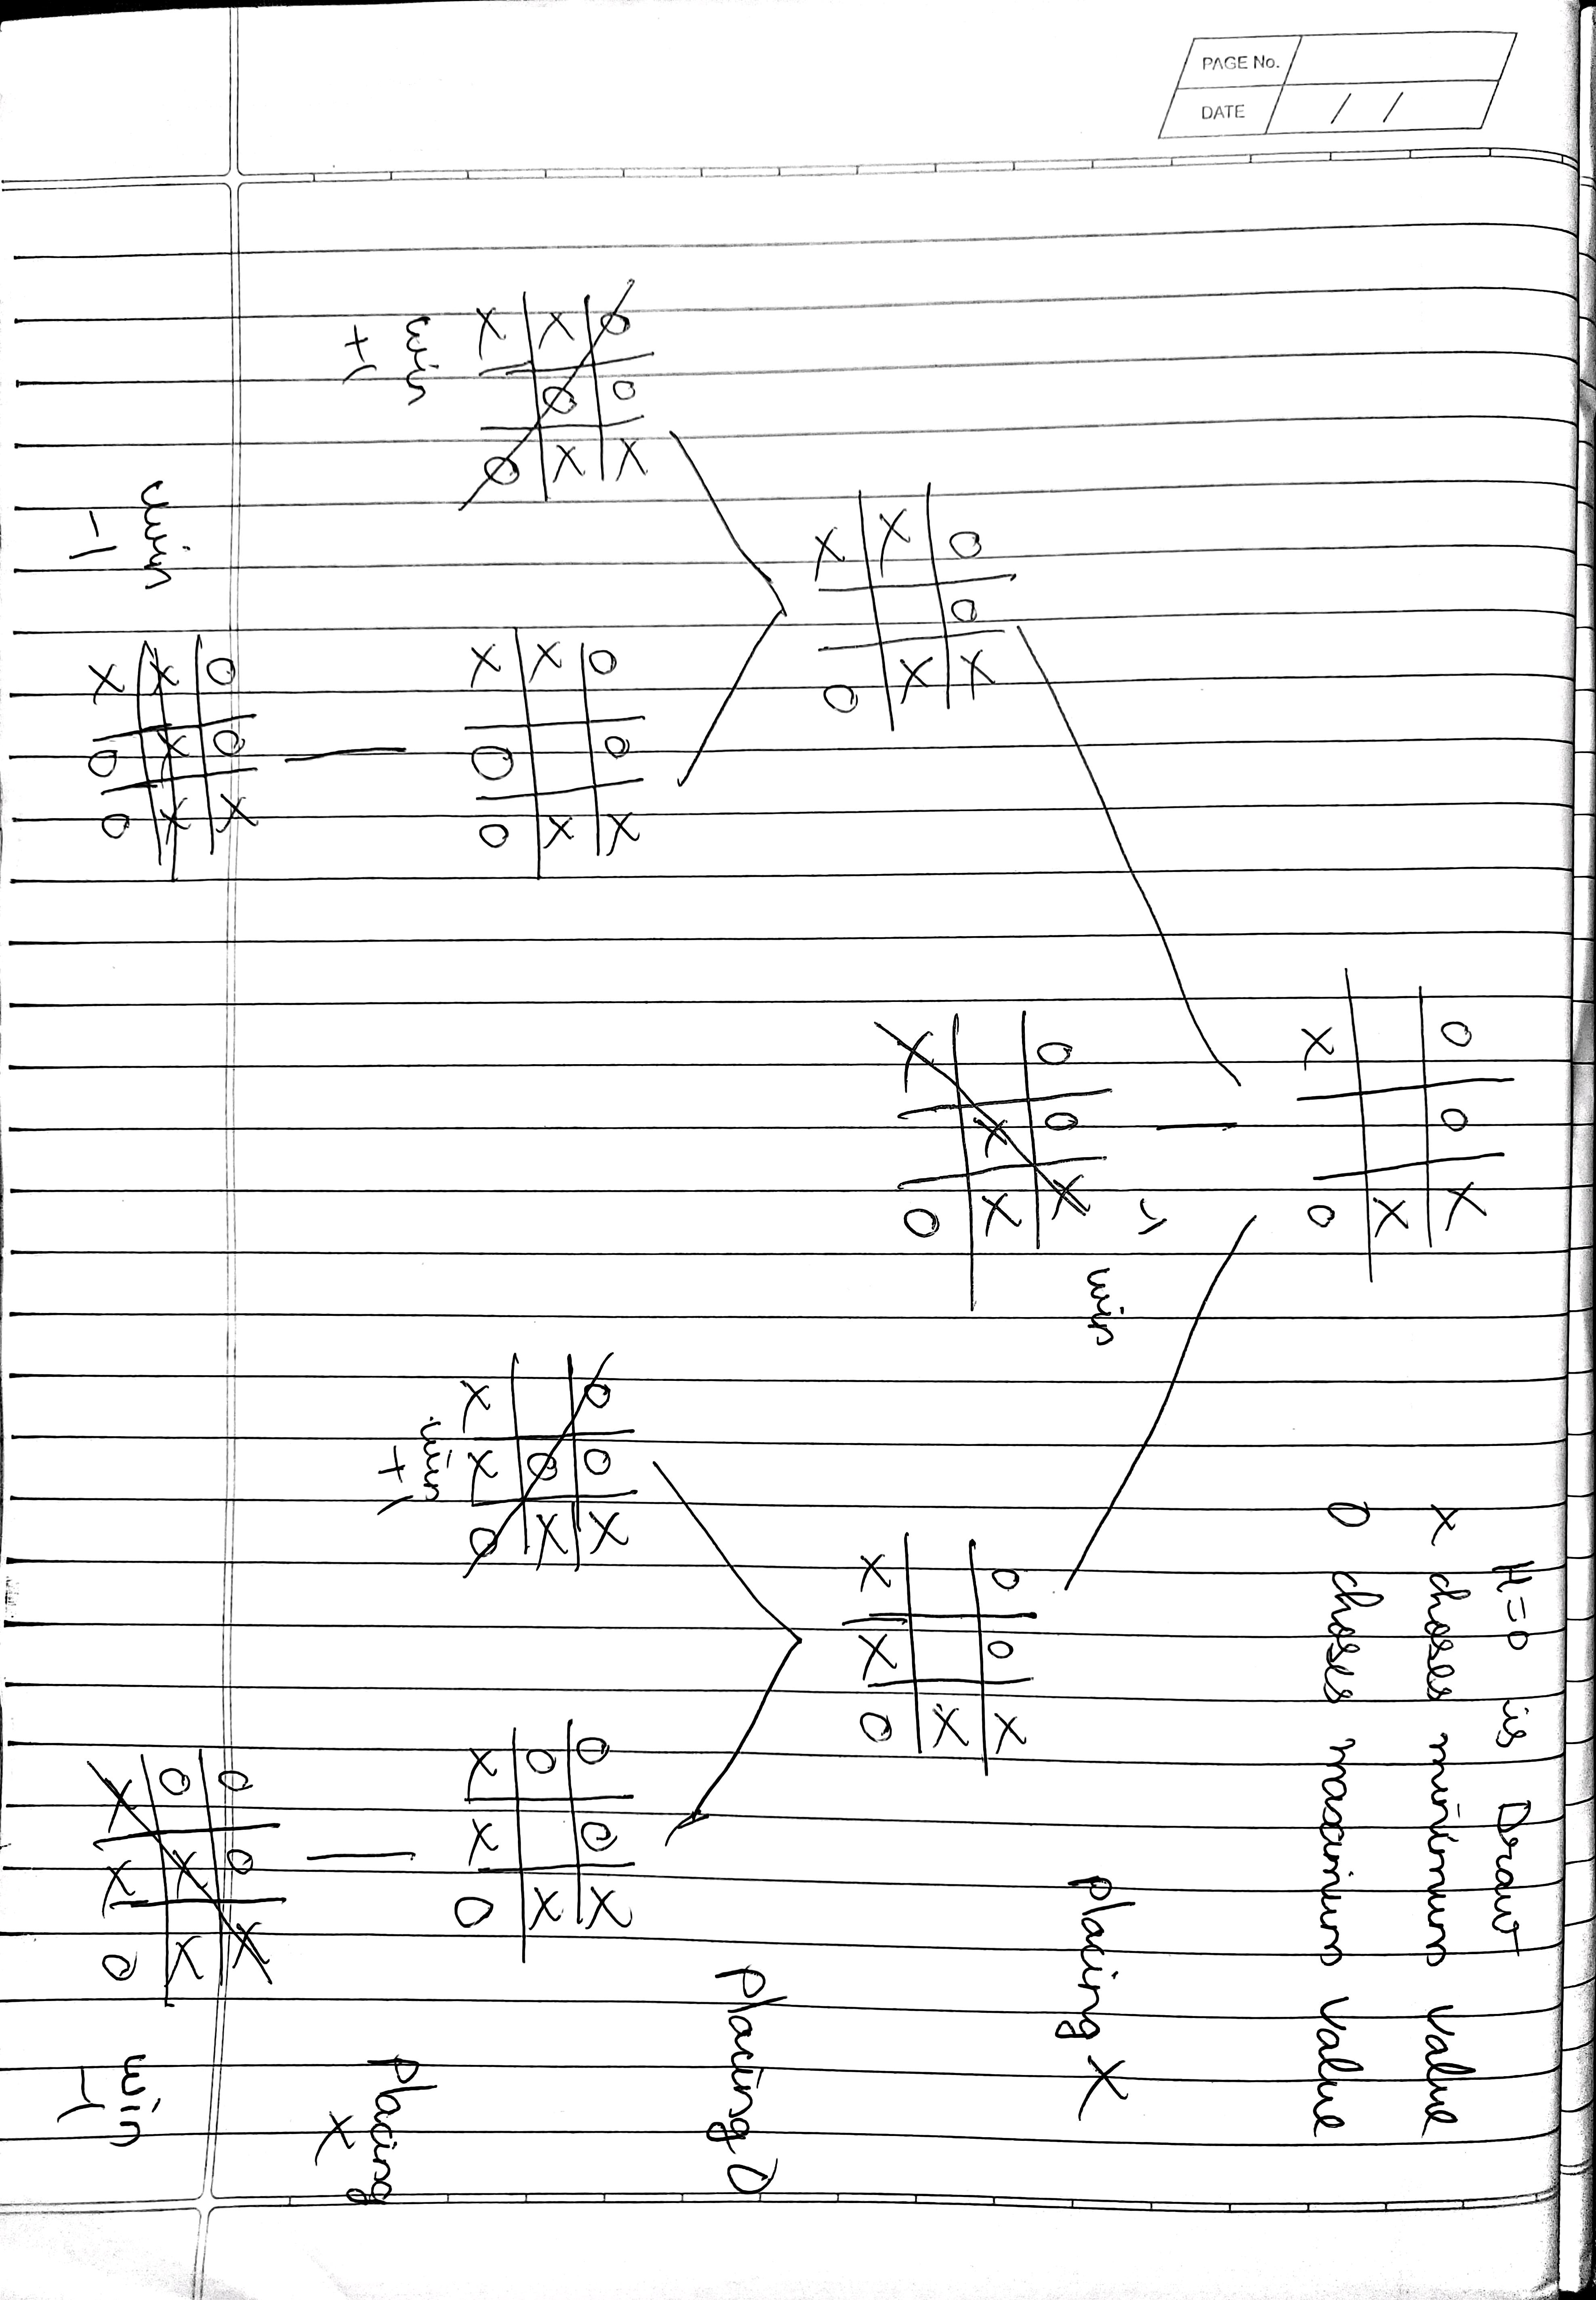 PAGE No.
DATE / /
H=0 is Draw
X choses minimum value
O choses maximum value
O O X
X
X O
placing X
O O X
X X
X O
O O X
X X
X O
-1
win
O O X
X
X X O
placing O
O O X
X O X
X O
win
+1
O O X
X X
X O O
O O X
O X
X X O
win
+1
O O X
O X
X X O
placing
X
O O X
X X X
X O O
win
-1
O O X
O X X
X X O
win
-1